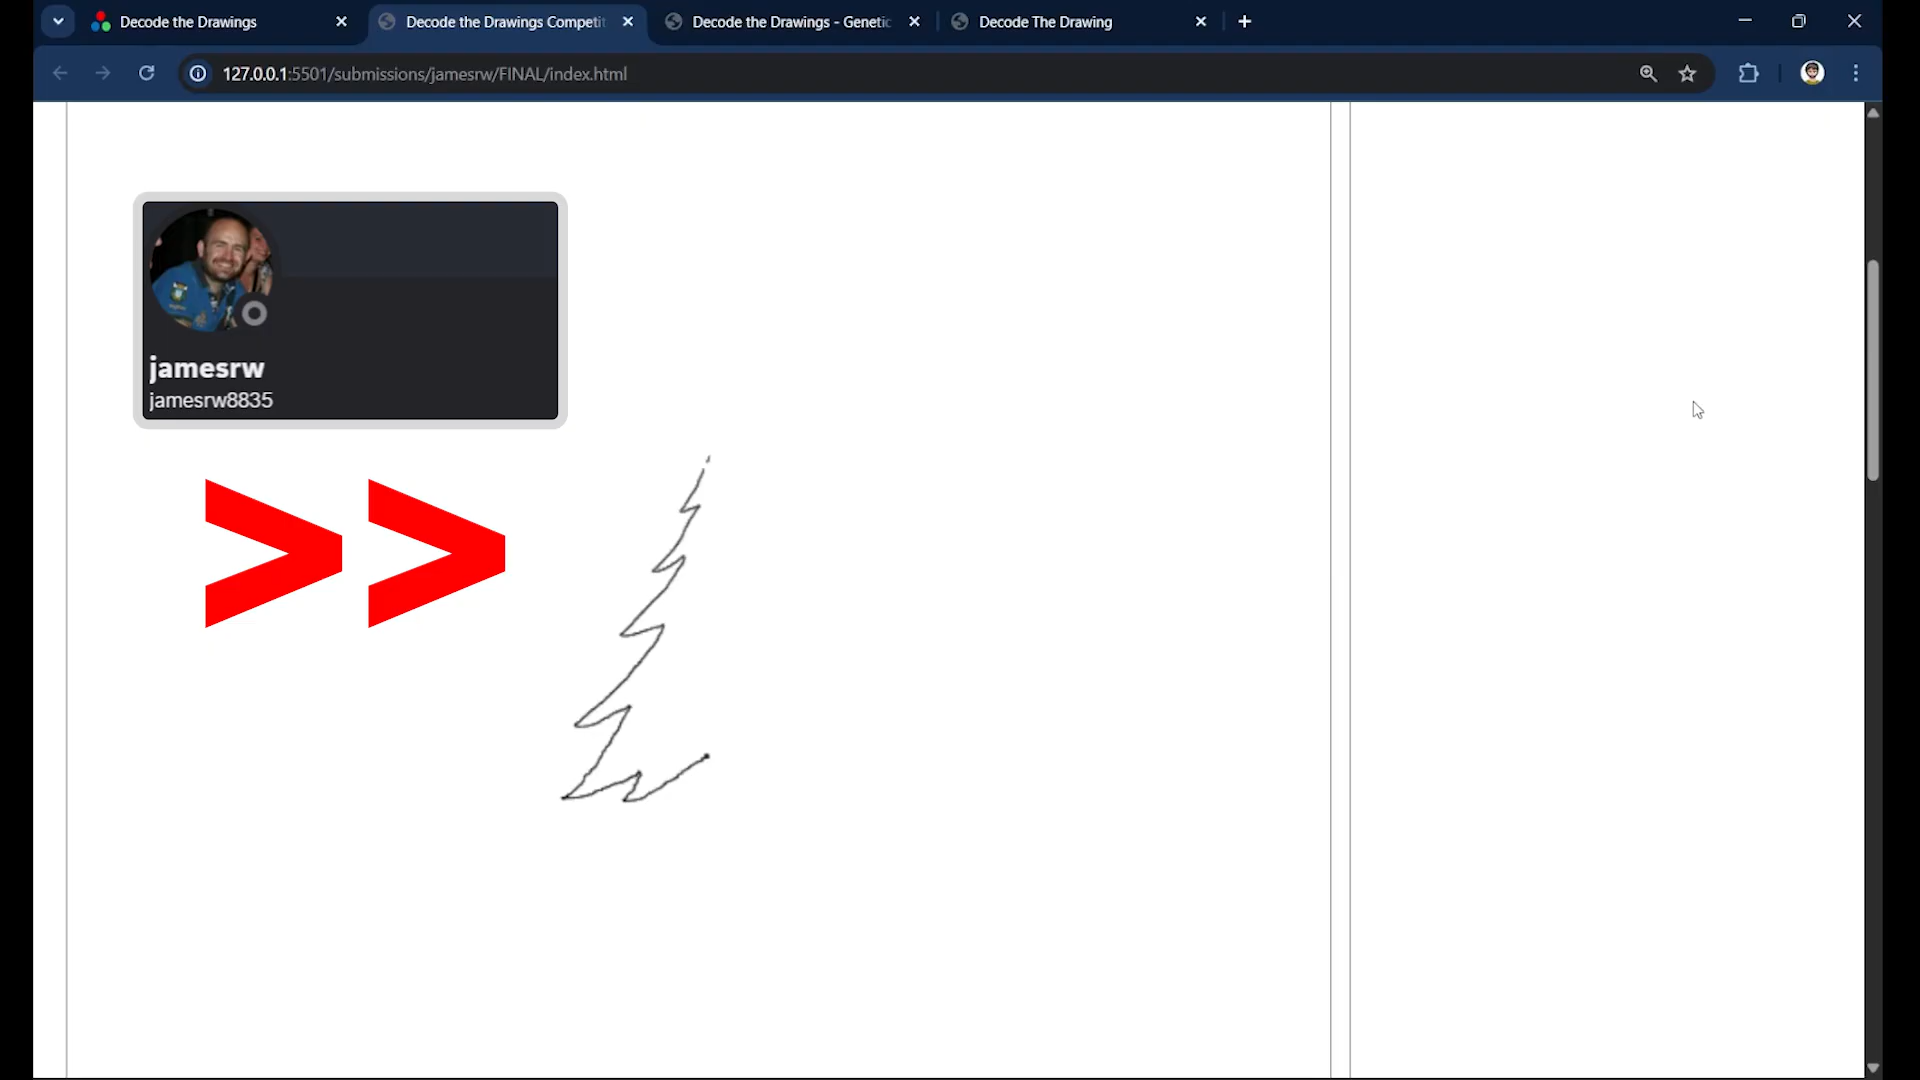 Decode the Drawings
Decode the Drawings Competit
Decode the Drawings - Genetic
Decode The Drawing
127.0.0.1:5501/submissions/jamesrw/FINAL/index.html
jamesrw
jamesrw8835
>>